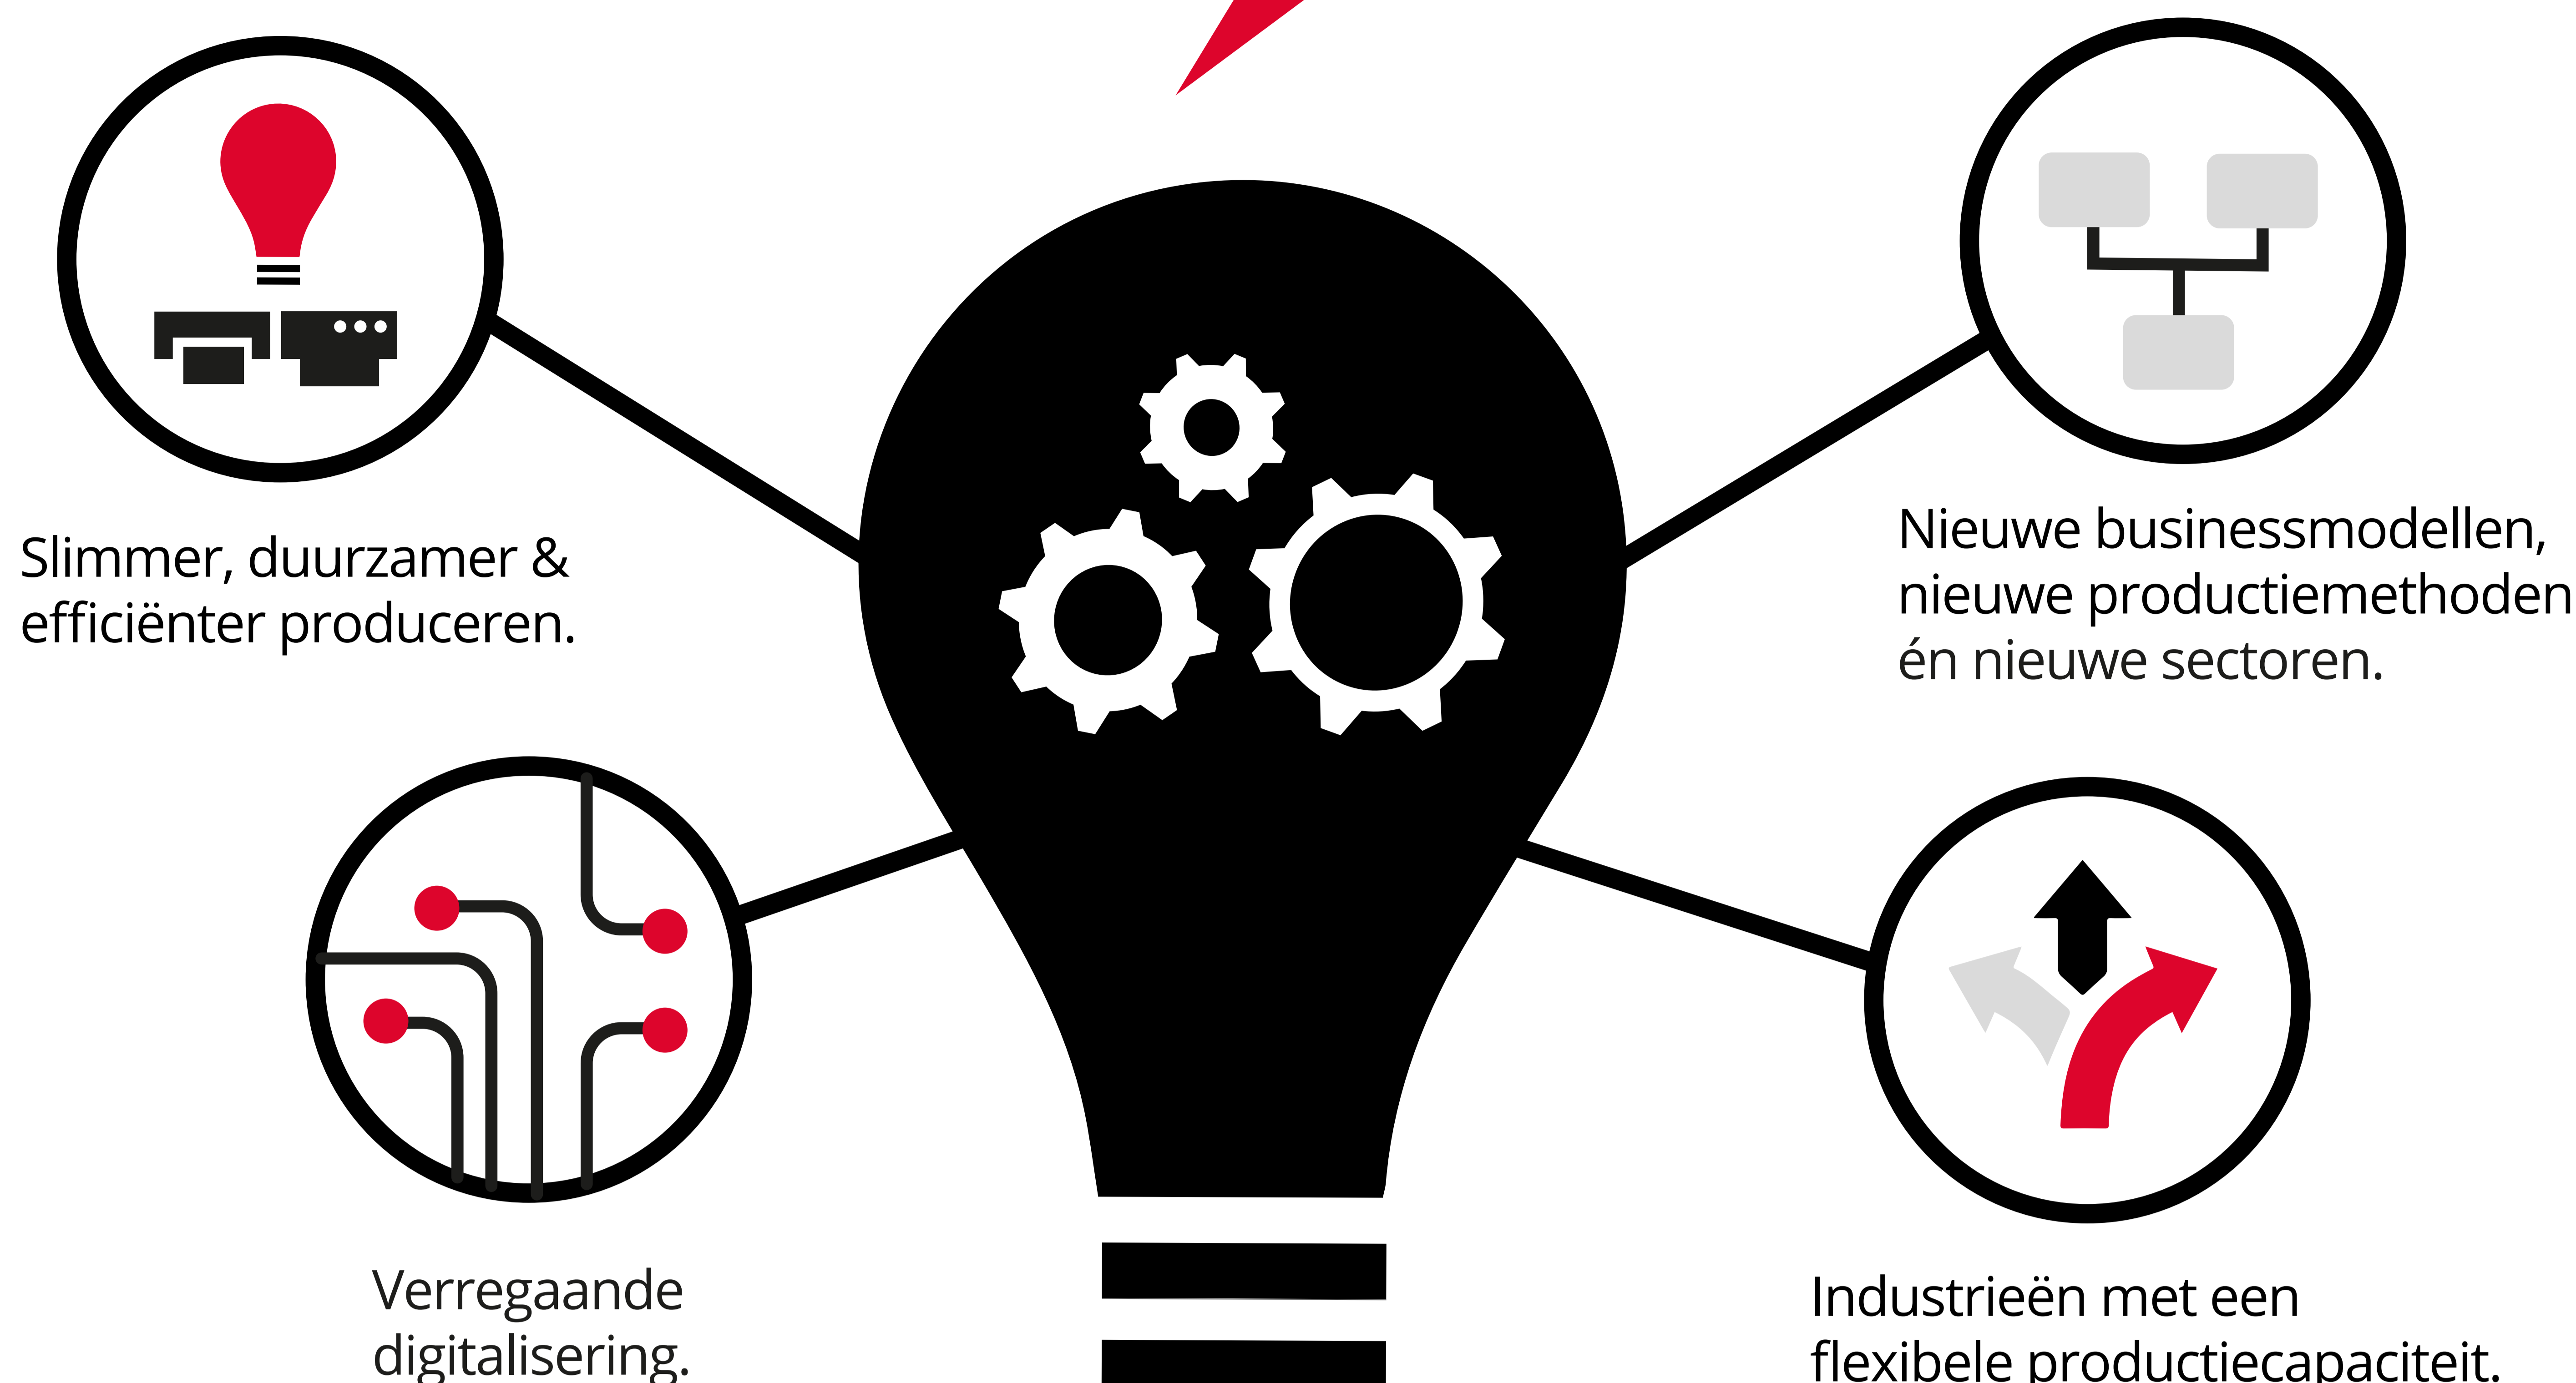 Slimmer, duurzamer &
efficiënter produceren.
Nieuwe businessmodellen,
nieuwe productiemethoden
én nieuwe sectoren.
Verregaande
digitalisering.
Industrieën met een
flexibele productiecapaciteit.